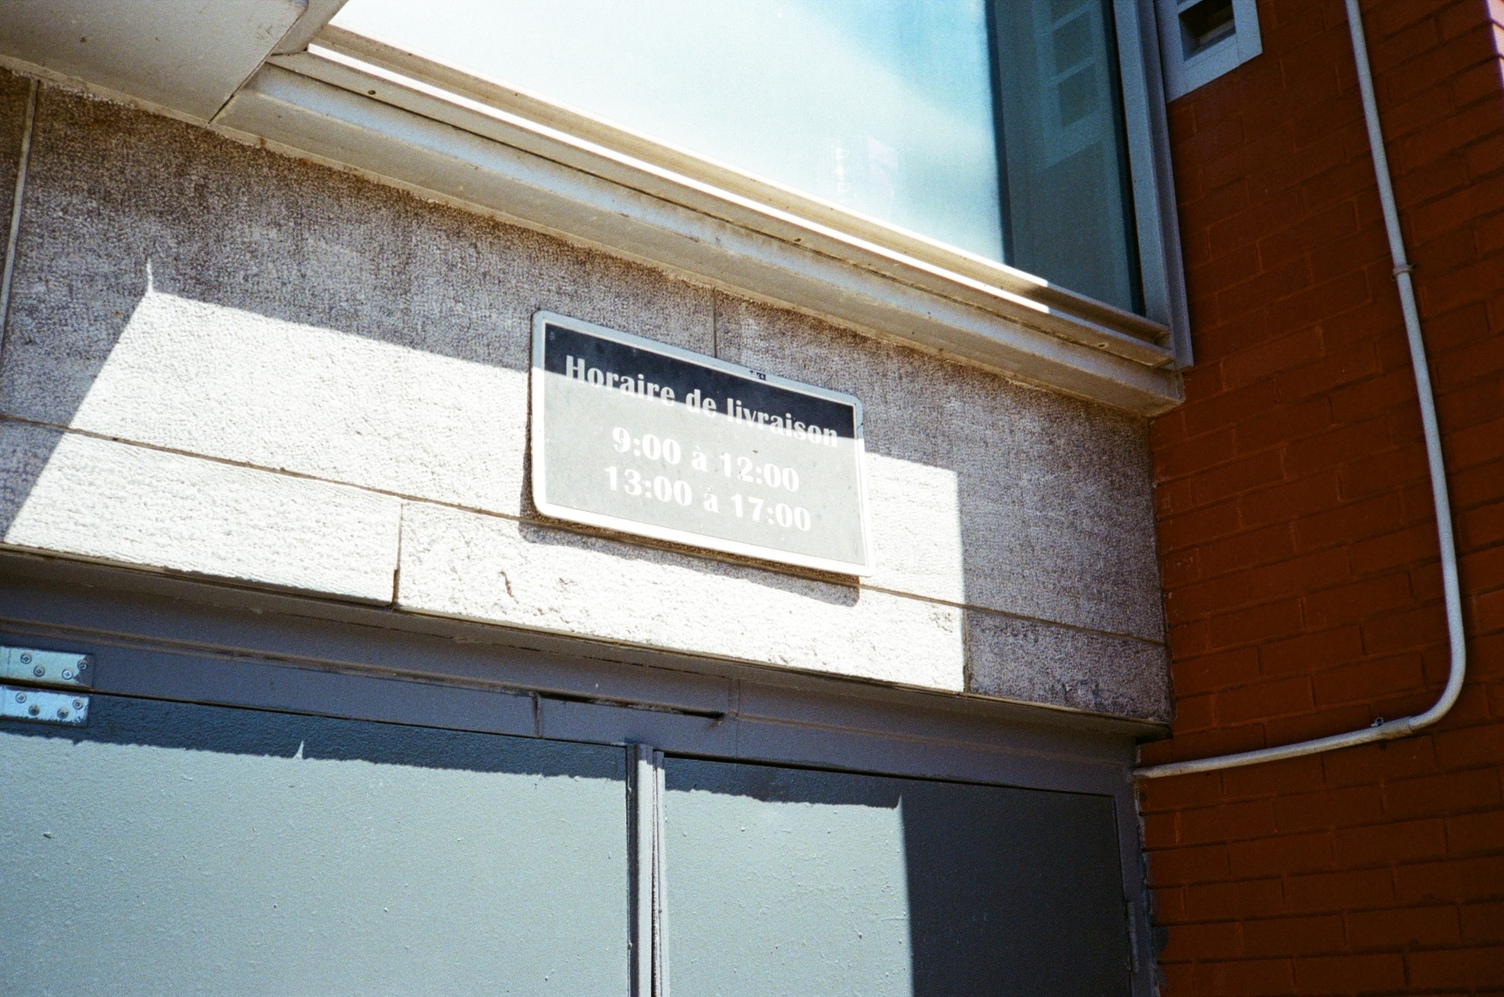 Horaire de livraison
9:00 à 12:00
13:00 à 17:00